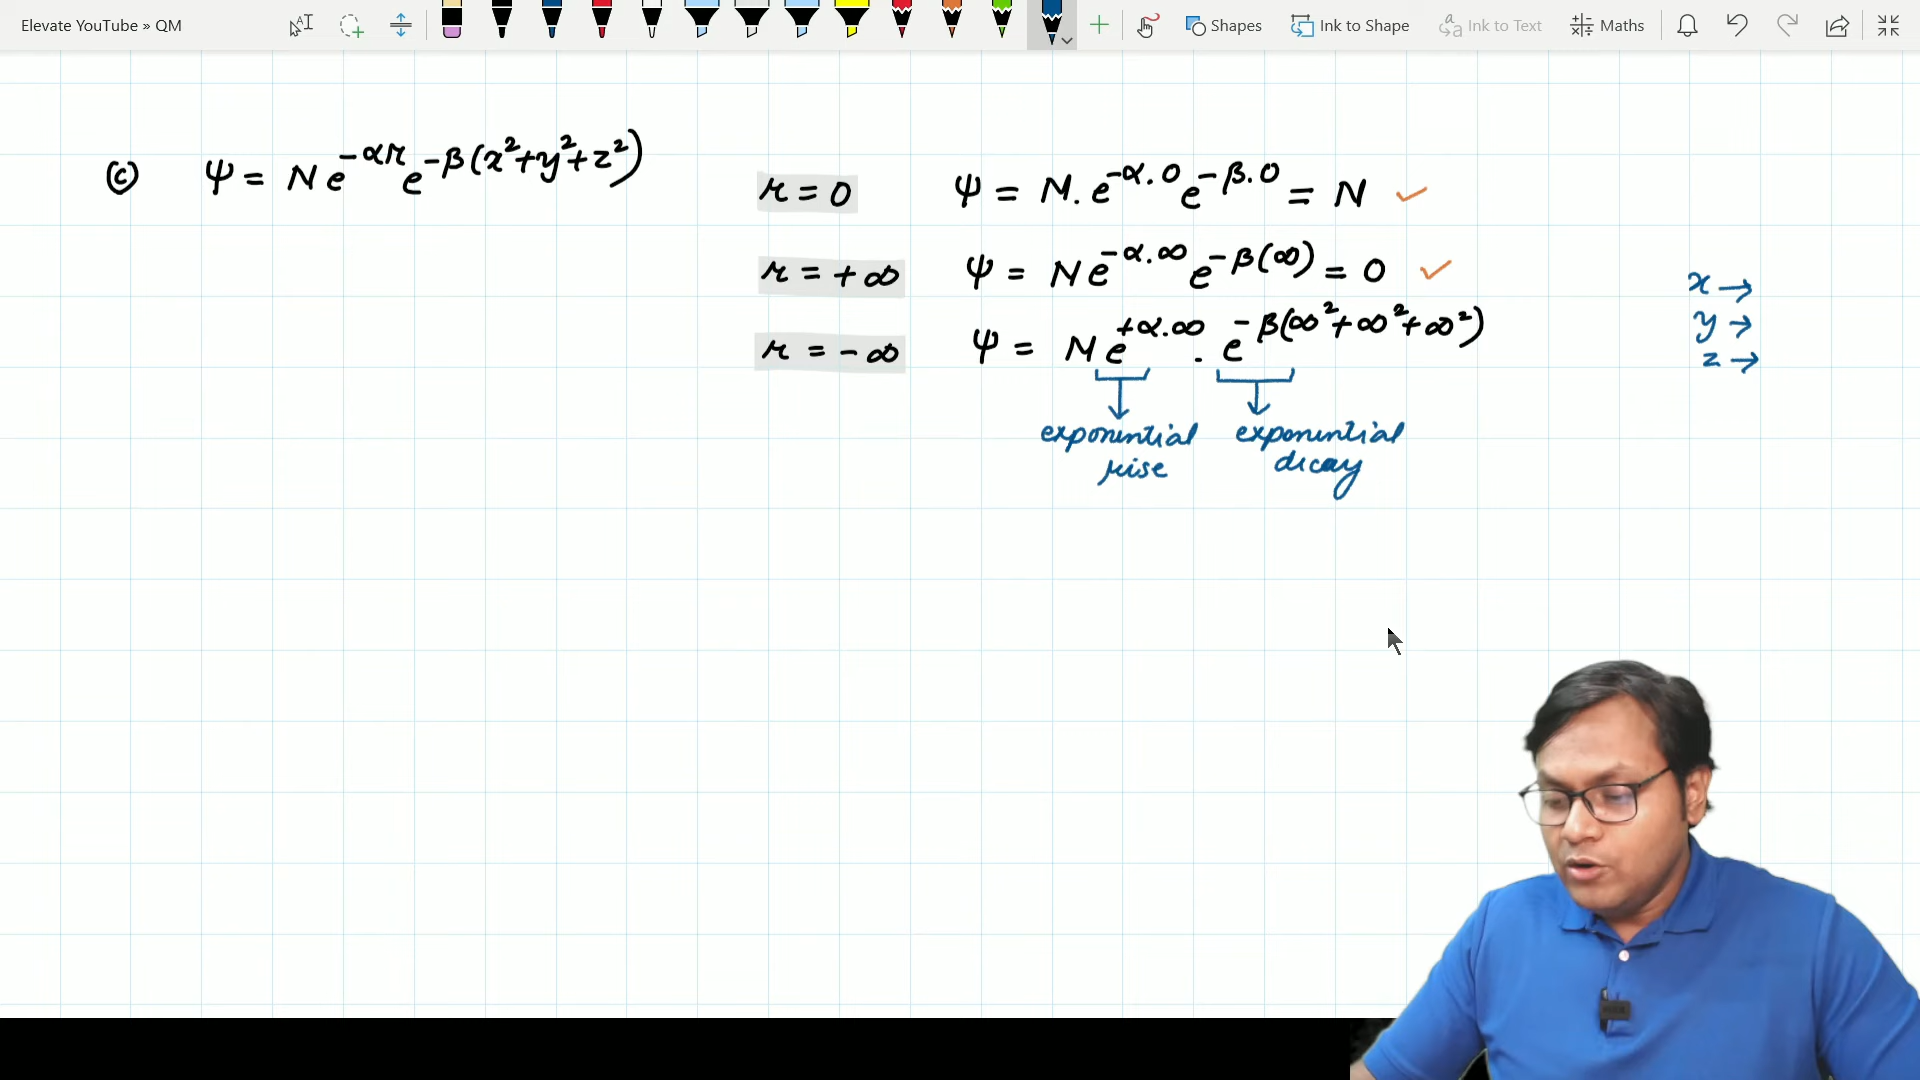 Elevate YouTube » QM
Shapes Ink to Shape Ink to Text Maths
(c) ψ = N e^{-αr} e^{-β(x²+y²+z²)}
r = 0 ψ = N. e^{-α.0} e^{-β.0} = N ✓
r = +∞ ψ = N e^{-α.∞} e^{-β(∞)} = 0 ✓
r = -∞ ψ = N e^{+α.∞} . e^{-β(∞²+∞²+∞²)}
exponential rise
exponential decay
x →
y →
z →